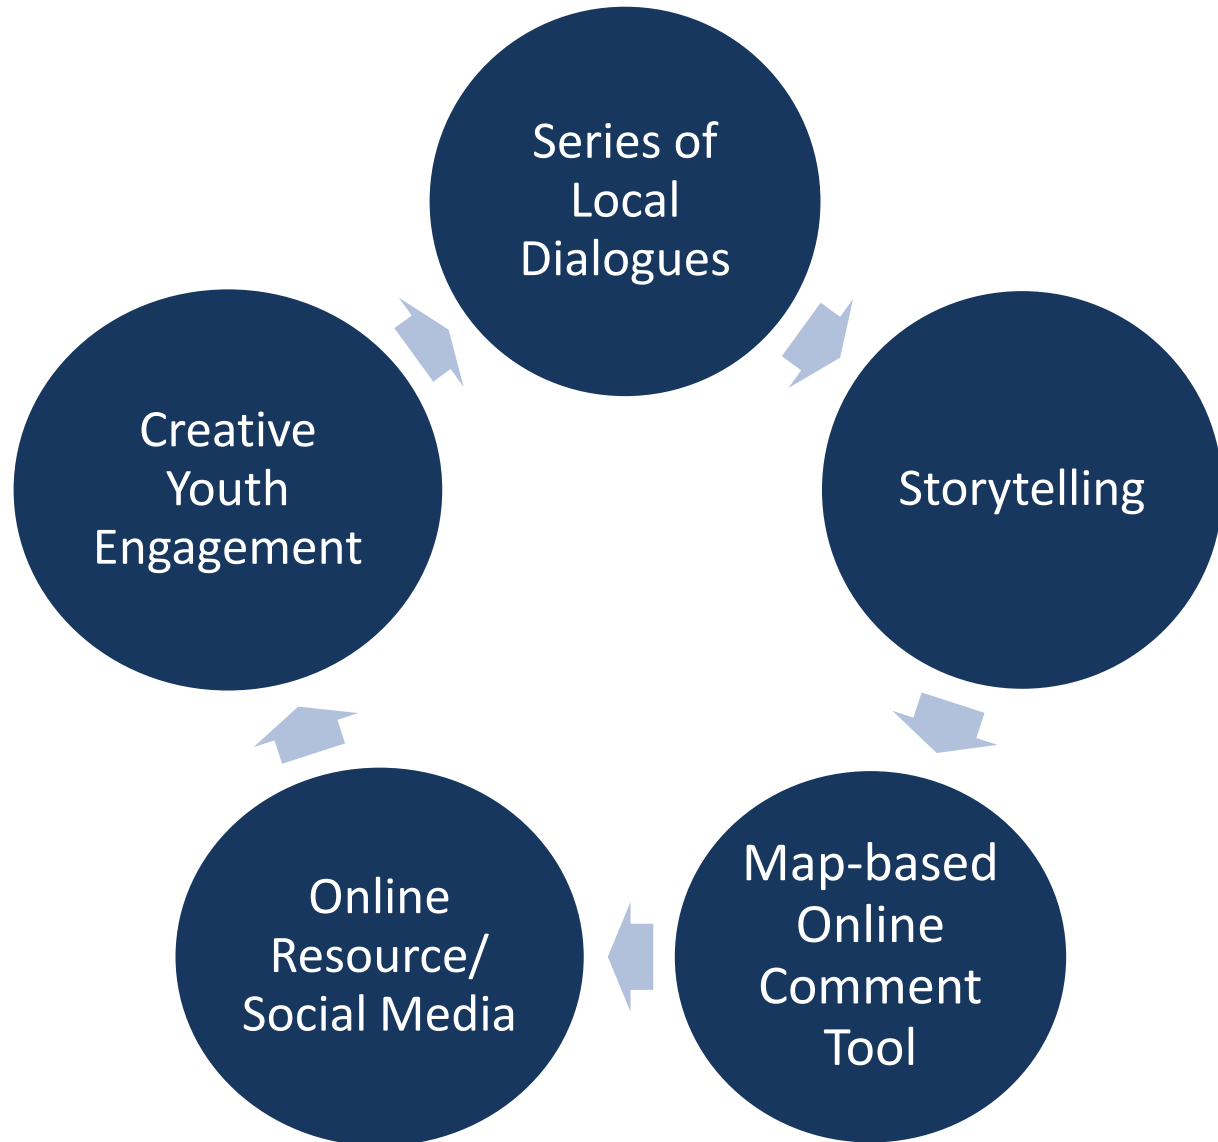 Series of
Local
Dialogues
Storytelling
Map-based
Online
Comment
Tool
Online
Resource/
Social Media
Creative
Youth
Engagement